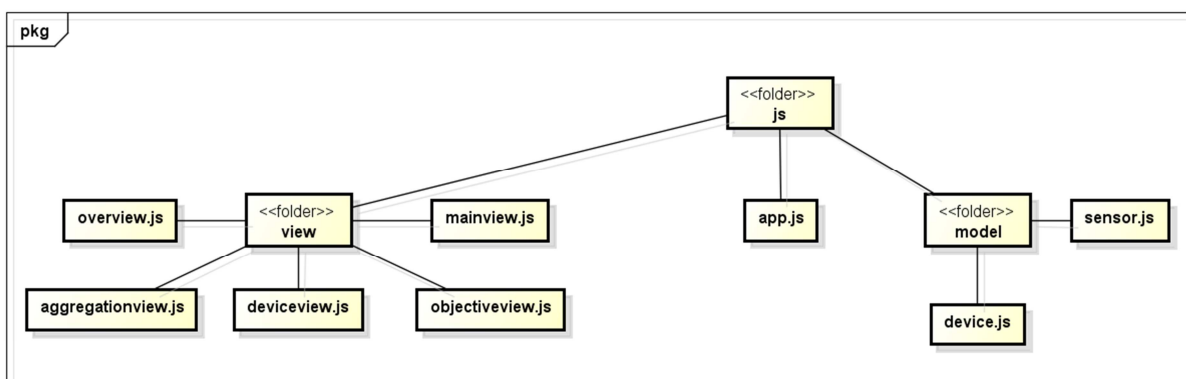 pkg
<<folder>>
js
overview.js
<<folder>>
view
mainview.js
app.js
<<folder>>
model
sensor.js
aggregationview.js
deviceview.js
objectiveview.js
device.js